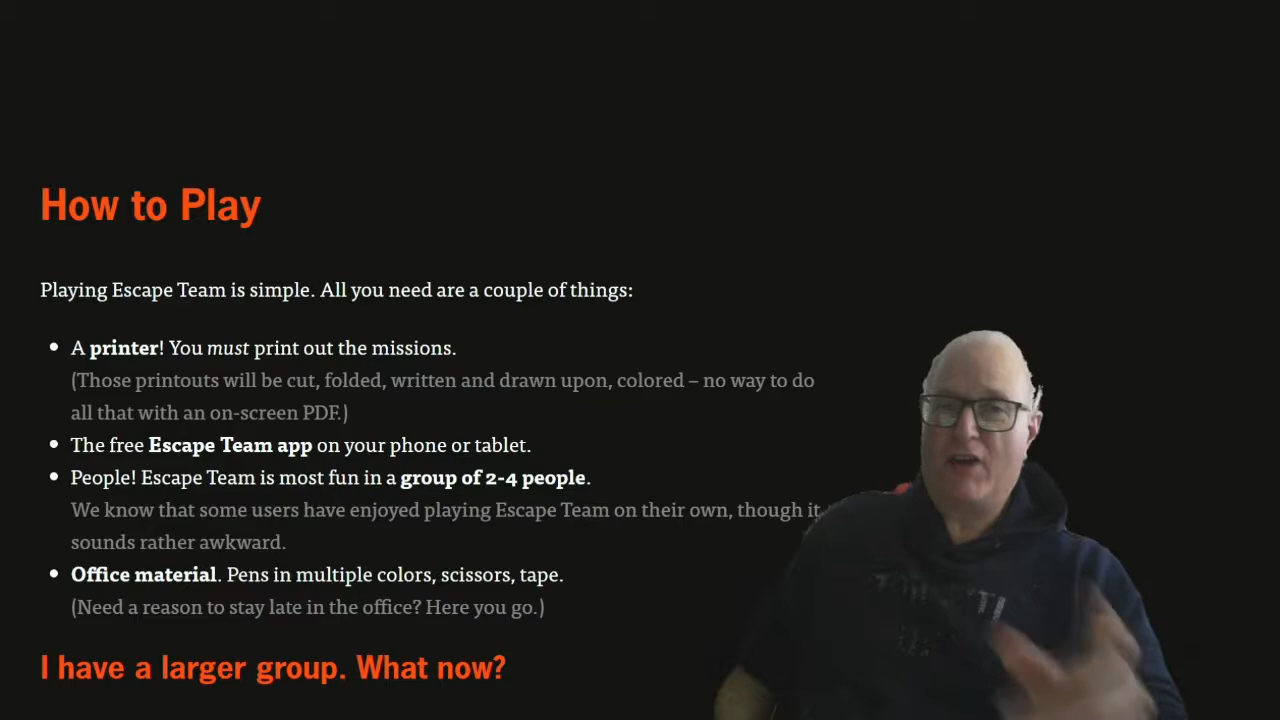 How to Play
Playing Escape Team is simple. All you need are a couple of things:
A printer! You must print out the missions.
(Those printouts will be cut, folded, written and drawn upon, colored – no way to do
all that with an on-screen PDF.)
The free Escape Team app on your phone or tablet.
People! Escape Team is most fun in a group of 2-4 people.
We know that some users have enjoyed playing Escape Team on their own, though it
sounds rather awkward.
Office material. Pens in multiple colors, scissors, tape.
(Need a reason to stay late in the office? Here you go.)
I have a larger group. What now?